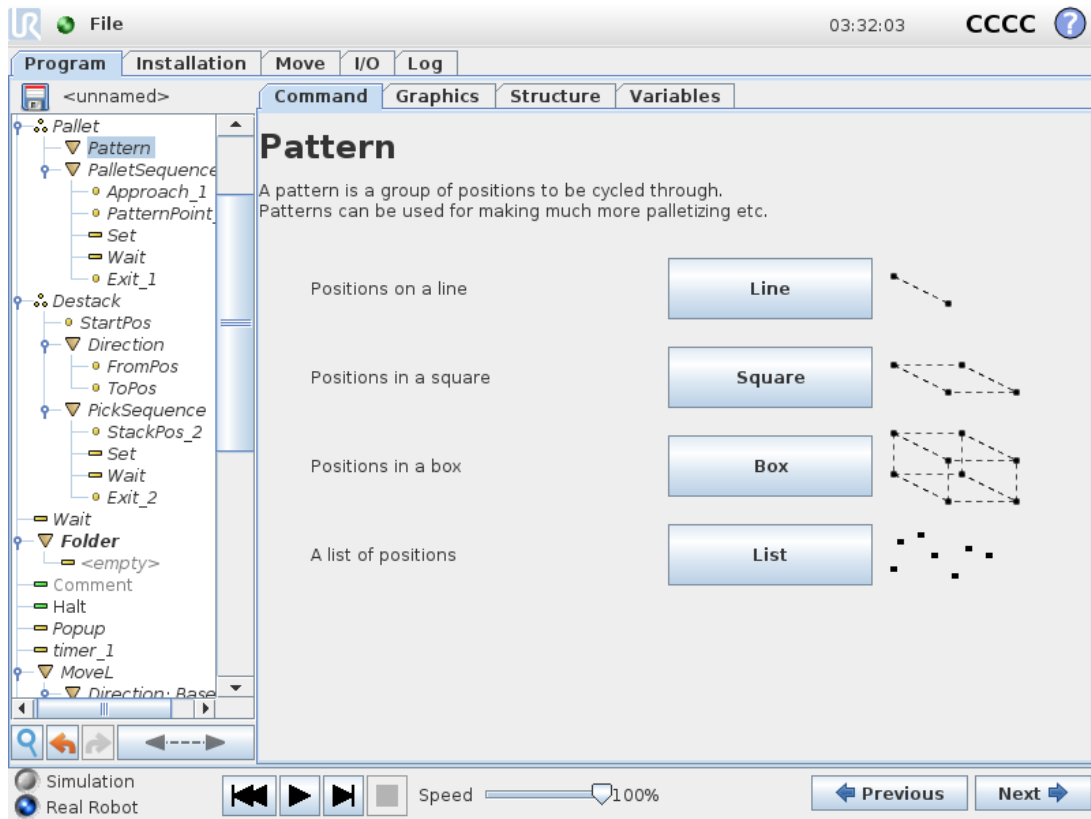 UR File 03:32:03 CCCC ?
Program Installation Move I/O Log
<unnamed>
Command Graphics Structure Variables
Pallet
Pattern
PalletSequence
Approach_1
PatternPoint_
Set
Wait
Exit_1
Destack
StartPos
Direction
FromPos
ToPos
PickSequence
StackPos_2
Set
Wait
Exit_2
Wait
Folder
<empty>
Comment
Halt
Popup
timer_1
MoveL
Direction: Base
Pattern
A pattern is a group of positions to be cycled through.
Patterns can be used for making much more palletizing etc.
Positions on a line Line
Positions in a square Square
Positions in a box Box
A list of positions List
Simulation
Real Robot
Speed 100%
Previous Next